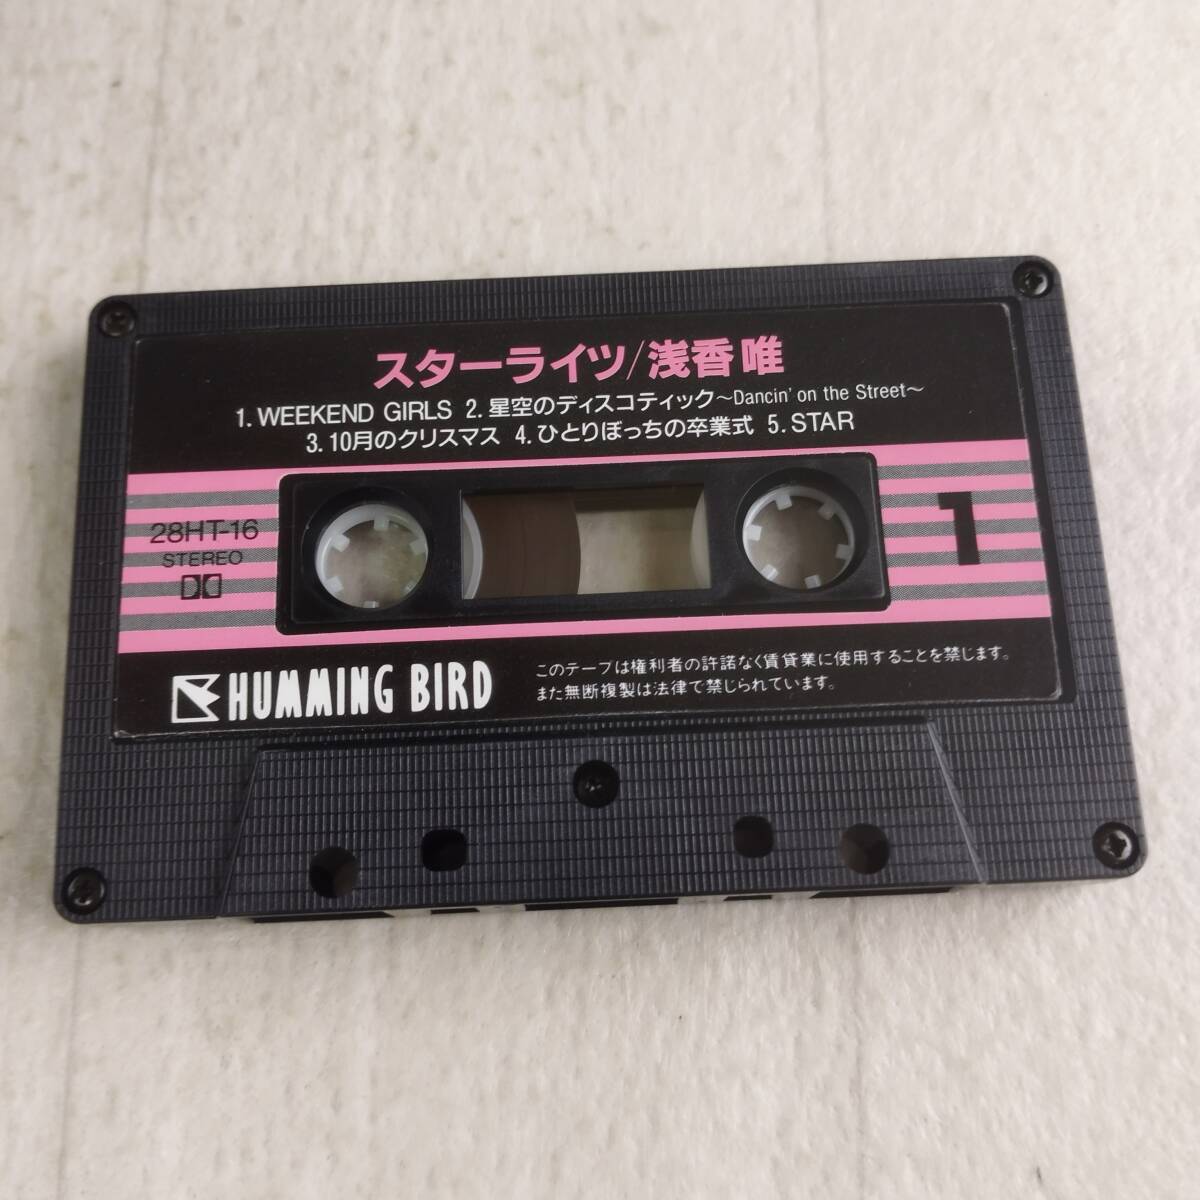 スターライツ/浅香唯
1. WEEKEND GIRLS 2. 星空のディスコティック〜Dancin' on the Street〜
3. 10月のクリスマス 4. ひとりぼっちの卒業式 5. STAR
28HT-16
STEREO
1
HUMMING BIRD
このテープは権利者の許諾なく賃貸業に使用することを禁じます。
また無断複製は法律で禁じられています。